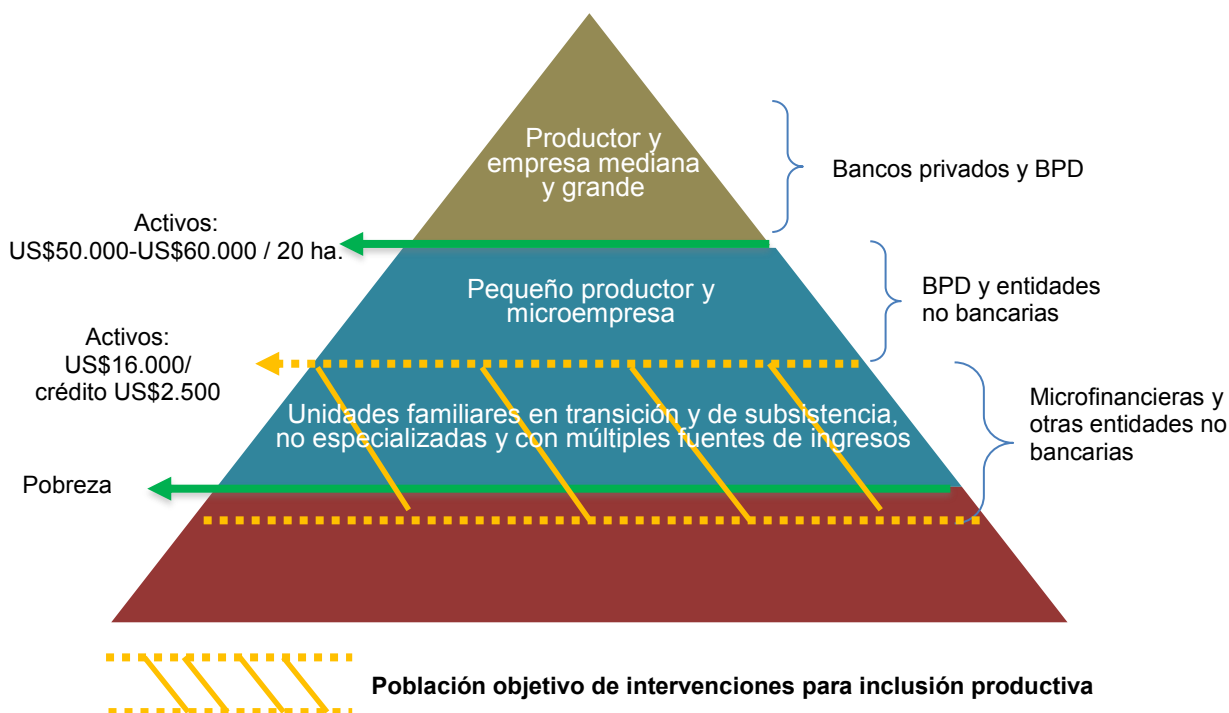 Productor y
empresa mediana
y grande
Bancos privados y BPD
Activos:
US$50.000-US$60.000 / 20 ha.
Pequeño productor y
microempresa
BPD y entidades
no bancarias
Activos:
US$16.000/
crédito US$2.500
Unidades familiares en transición y de subsistencia,
no especializadas y con múltiples fuentes de ingresos
Microfinancieras y
otras entidades no
bancarias
Pobreza
Población objetivo de intervenciones para inclusión productiva